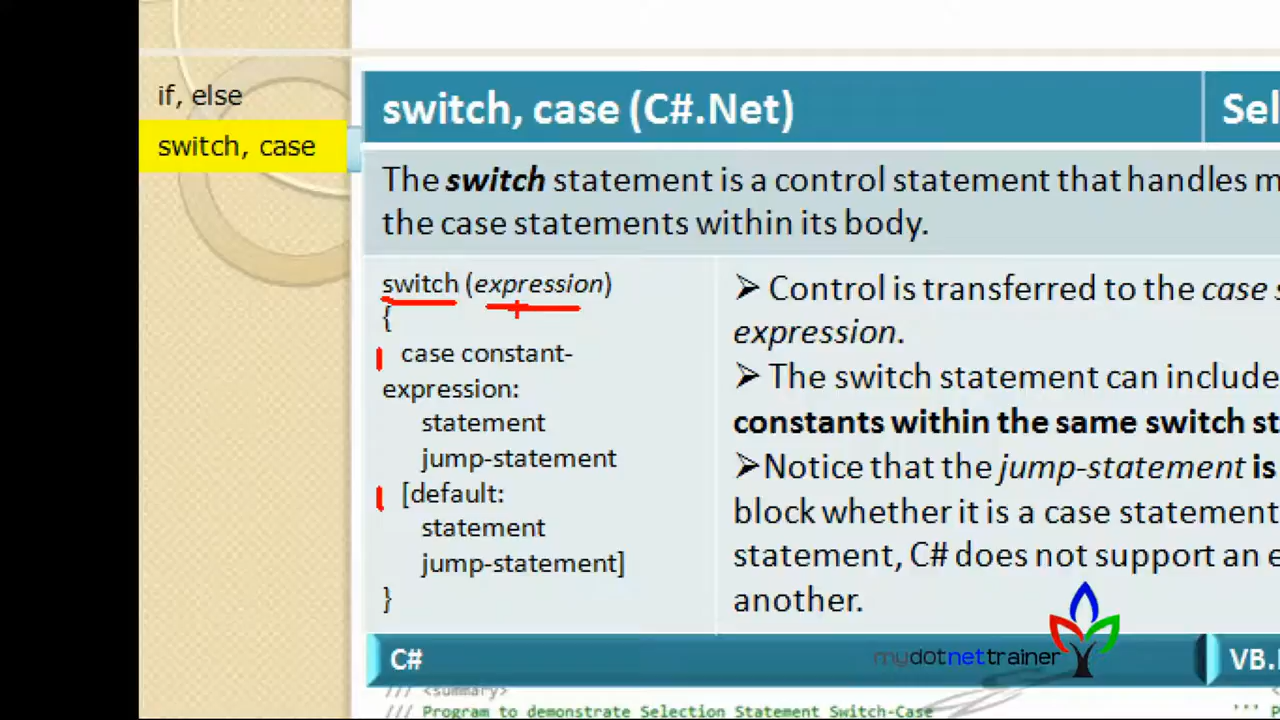 if, else
switch, case
switch, case (C#.Net)
Sel
The switch statement is a control statement that handles m
the case statements within its body.
switch (expression)
{
case constant-
expression:
statement
jump-statement
[default:
statement
jump-statement]
}
➢ Control is transferred to the case s
expression.
➢ The switch statement can include
constants within the same switch st
➢Notice that the jump-statement is
block whether it is a case statement
statement, C# does not support an e
another.
mydotnettrainer
C#
VB.
/// <summary>
/// Program to demonstrate Selection Statement Switch-Case
''' P